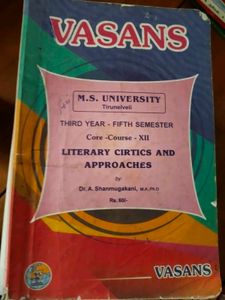 VASANS
M.S. UNIVERSITY
Tirunelveli
THIRD YEAR - FIFTH SEMESTER
Core -Course - XII
LITERARY CIRTICS AND
APPROACHES
by
Dr. A. Shanmugakani, M.A.,Ph.D
Rs. 60/-
VASANS